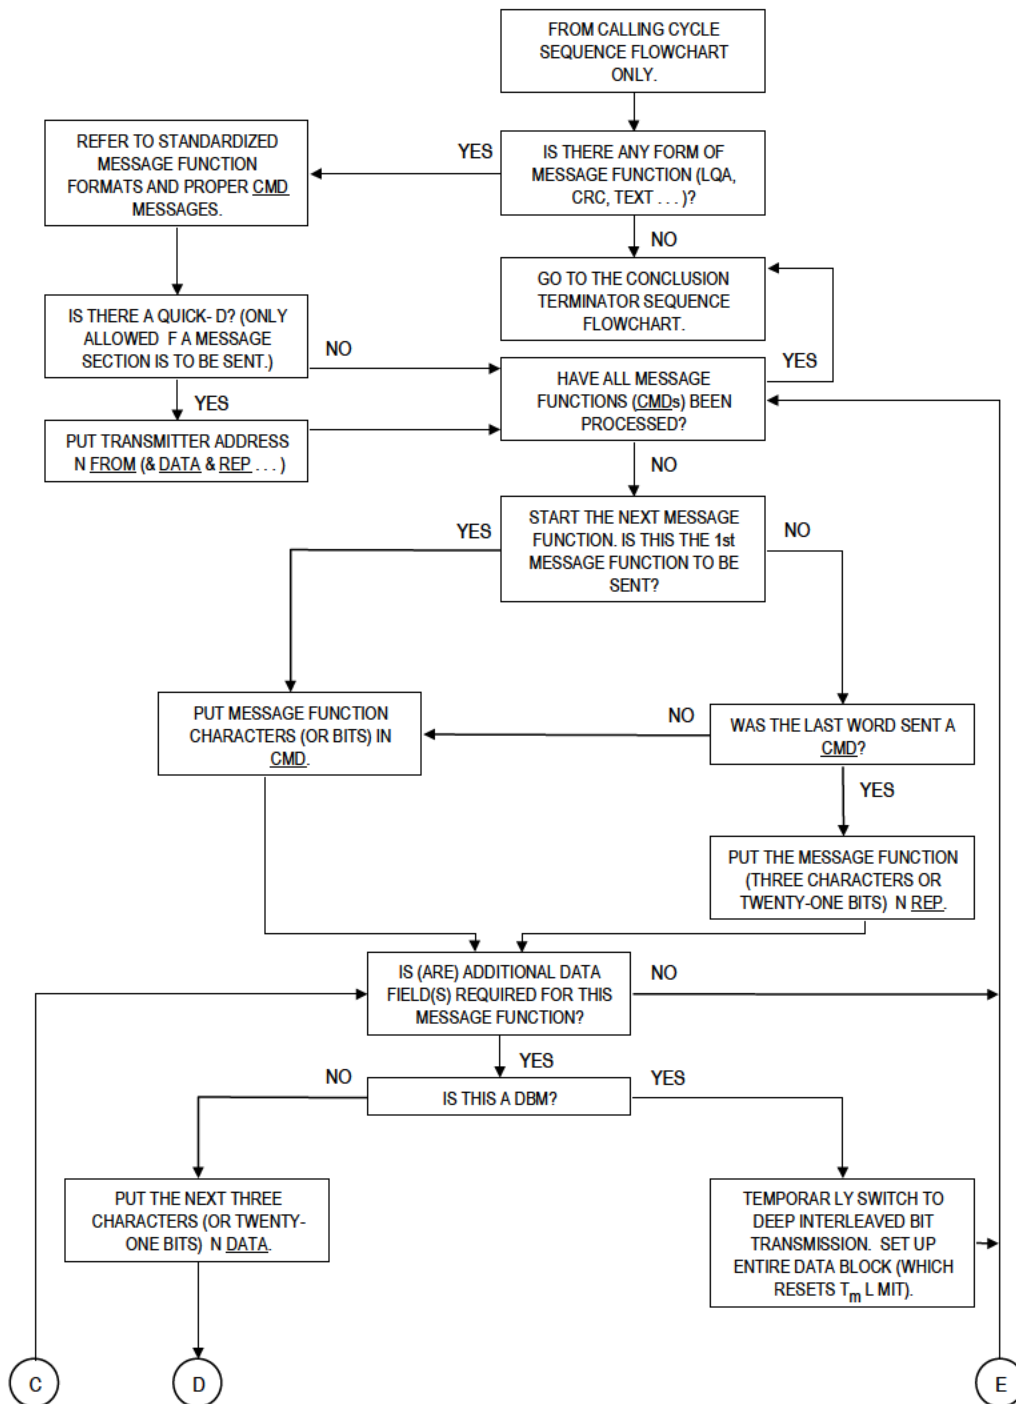 FROM CALLING CYCLE
SEQUENCE FLOWCHART
ONLY.
REFER TO STANDARDIZED
MESSAGE FUNCTION
FORMATS AND PROPER CMD
MESSAGES.
YES
IS THERE ANY FORM OF
MESSAGE FUNCTION (LQA,
CRC, TEXT . . . )?
NO
GO TO THE CONCLUSION
TERMINATOR SEQUENCE
FLOWCHART.
IS THERE A QUICK- D? (ONLY
ALLOWED F A MESSAGE
SECTION IS TO BE SENT.)
NO
YES
HAVE ALL MESSAGE
FUNCTIONS (CMDs) BEEN
PROCESSED?
YES
PUT TRANSMITTER ADDRESS
N FROM (& DATA & REP . . . )
NO
YES
START THE NEXT MESSAGE
FUNCTION. IS THIS THE 1st
MESSAGE FUNCTION TO BE
SENT?
NO
PUT MESSAGE FUNCTION
CHARACTERS (OR BITS) IN
CMD.
NO
WAS THE LAST WORD SENT A
CMD?
YES
PUT THE MESSAGE FUNCTION
(THREE CHARACTERS OR
TWENTY-ONE BITS) N REP.
IS (ARE) ADDITIONAL DATA
FIELD(S) REQUIRED FOR THIS
MESSAGE FUNCTION?
NO
YES
NO
IS THIS A DBM?
YES
PUT THE NEXT THREE
CHARACTERS (OR TWENTY-
ONE BITS) N DATA.
TEMPORAR LY SWITCH TO
DEEP INTERLEAVED BIT
TRANSMISSION. SET UP
ENTIRE DATA BLOCK (WHICH
RESETS Tm L MIT).
C
D
E